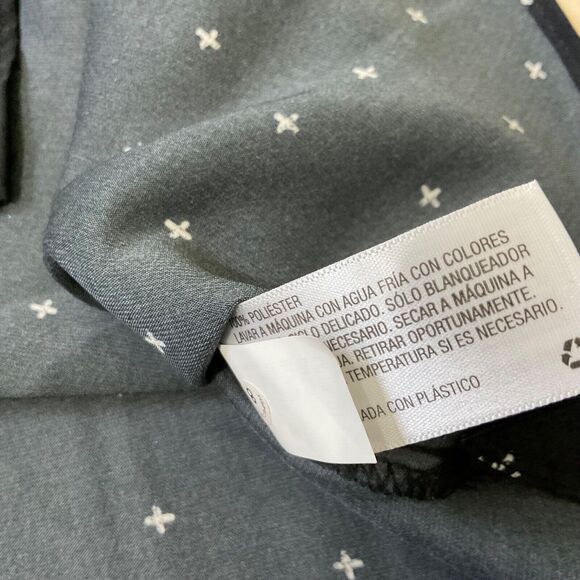 100% POLIÉSTER
LAVAR A MÁQUINA CON AGUA FRÍA CON COLORES
CICLO DELICADO. SÓLO BLANQUEADOR
NECESARIO. SECAR A MÁQUINA A
RETIRAR OPORTUNAMENTE.
TEMPERATURA SI ES NECESARIO.
ADA CON PLÁSTICO